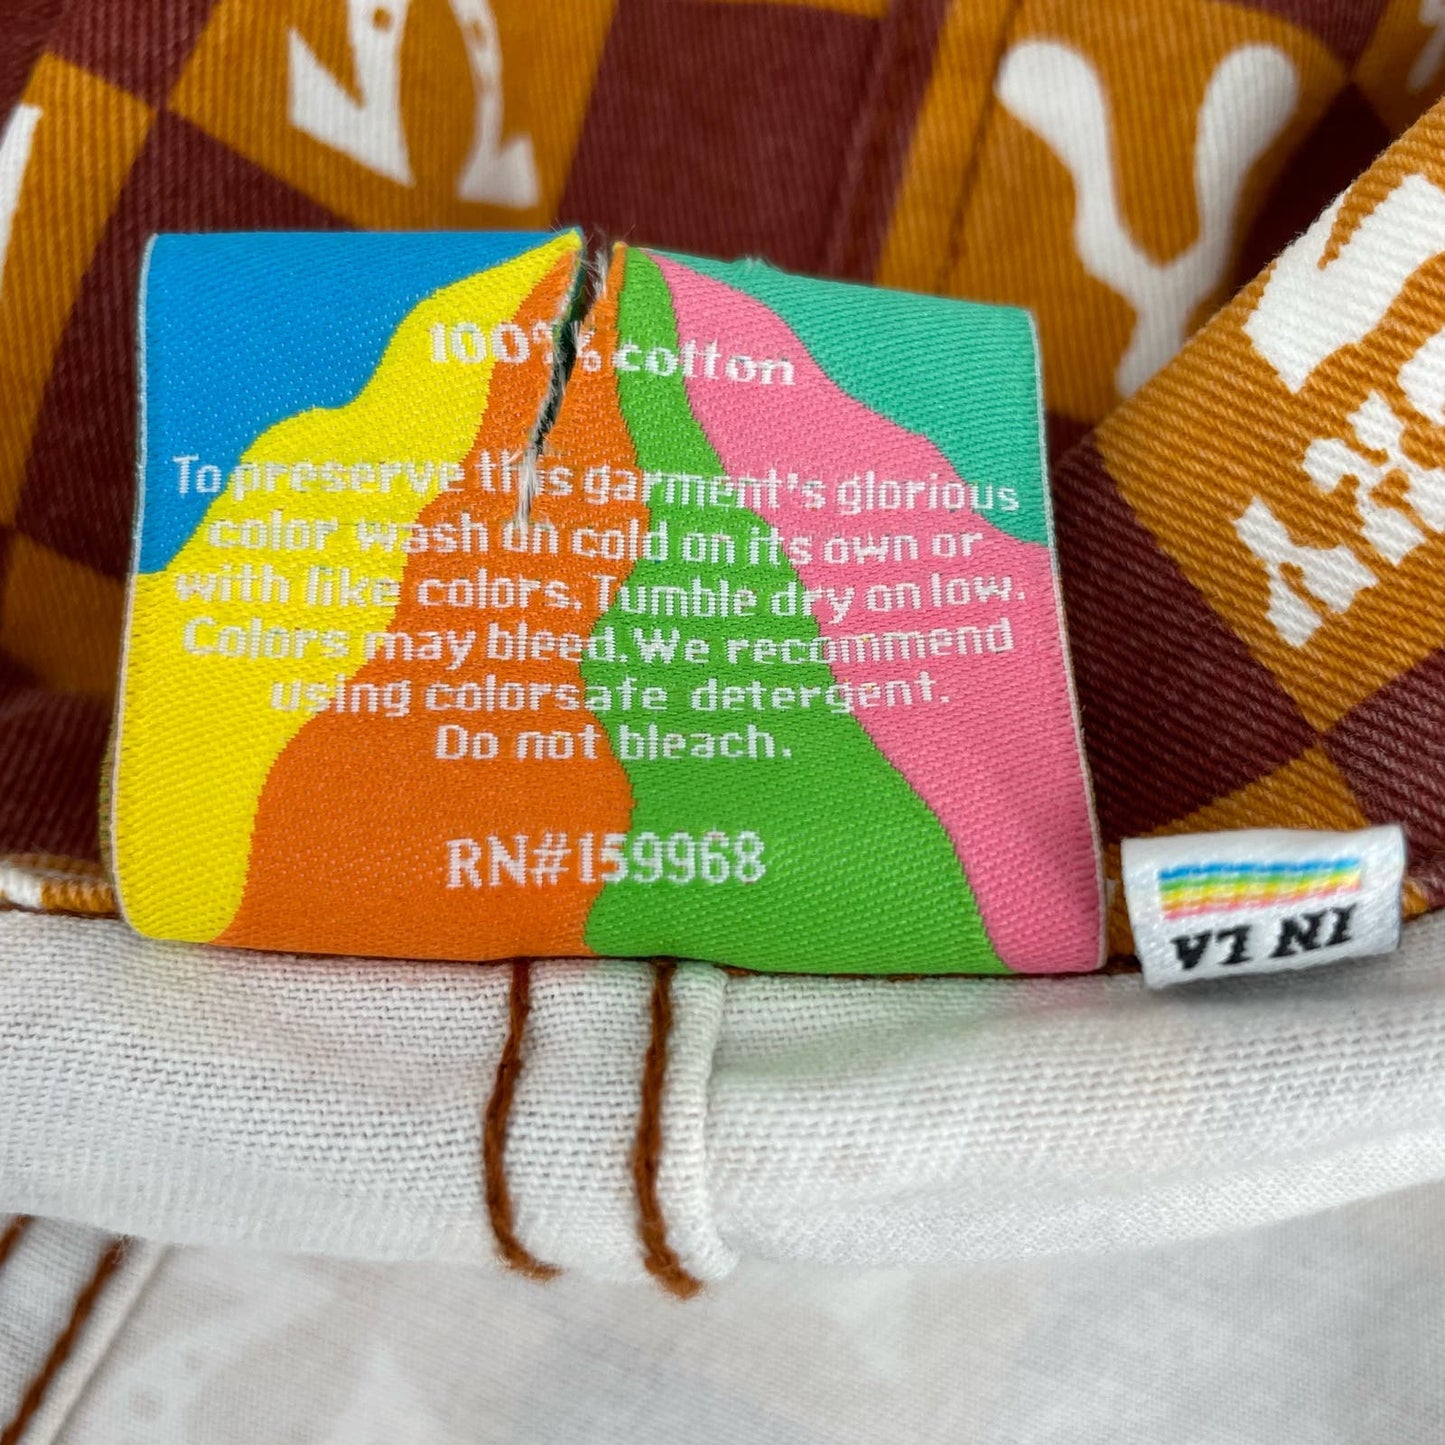 100% cotton
To preserve this garment's glorious
color wash on cold on its own or
with like colors. Tumble dry on low.
Colors may bleed. We recommend
using colorsafe detergent.
Do not bleach.
RN#159968
IN LA